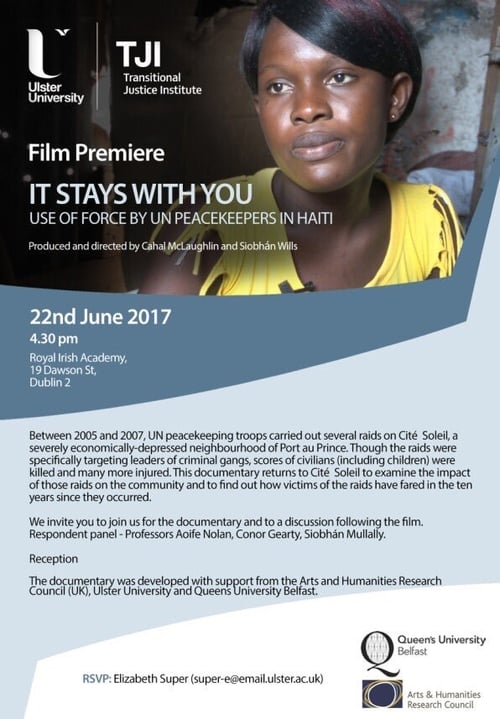 Ulster
University
TJI
Transitional
Justice Institute
Film Premiere
IT STAYS WITH YOU
USE OF FORCE BY UN PEACEKEEPERS IN HAITI
Produced and directed by Cahal McLaughlin and Siobhán Wills
22nd June 2017
4.30 pm
Royal Irish Academy,
19 Dawson St,
Dublin 2
Between 2005 and 2007, UN peacekeeping troops carried out several raids on Cité Soleil, a
severely economically-depressed neighbourhood of Port au Prince. Though the raids were
specifically targeting leaders of criminal gangs, scores of civilians (including children) were
killed and many more injured. This documentary returns to Cité Soleil to examine the impact
of those raids on the community and to find out how victims of the raids have fared in the ten
years since they occurred.
We invite you to join us for the documentary and to a discussion following the film.
Respondent panel - Professors Aoife Nolan, Conor Gearty, Siobhán Mullally.
Reception
The documentary was developed with support from the Arts and Humanities Research
Council (UK), Ulster University and Queens University Belfast.
Queen's University
Belfast
RSVP: Elizabeth Super (super-e@email.ulster.ac.uk)
Arts & Humanities
Research Council